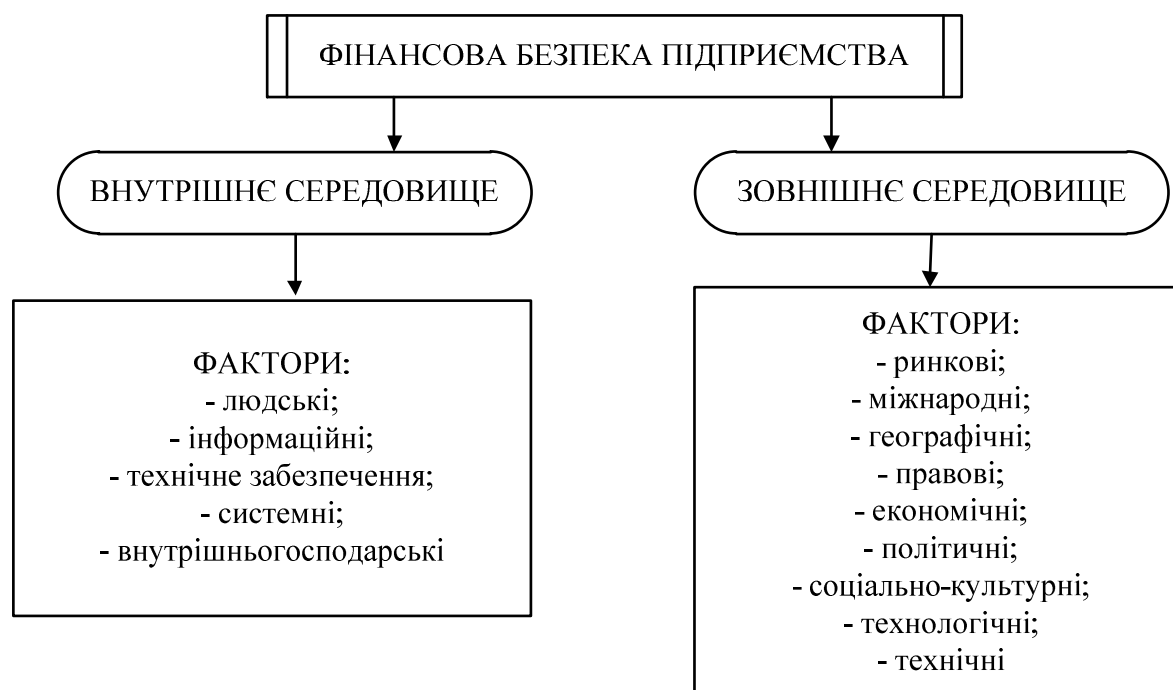 ФІНАНСОВА БЕЗПЕКА ПІДПРИЄМСТВА
ВНУТРІШНЄ СЕРЕДОВИЩЕ
ЗОВНІШНЄ СЕРЕДОВИЩЕ
ФАКТОРИ:
- людські;
- інформаційні;
- технічне забезпечення;
- системні;
- внутрішньогосподарські
ФАКТОРИ:
- ринкові;
- міжнародні;
- географічні;
- правові;
- економічні;
- політичні;
- соціально-культурні;
- технологічні;
- технічні